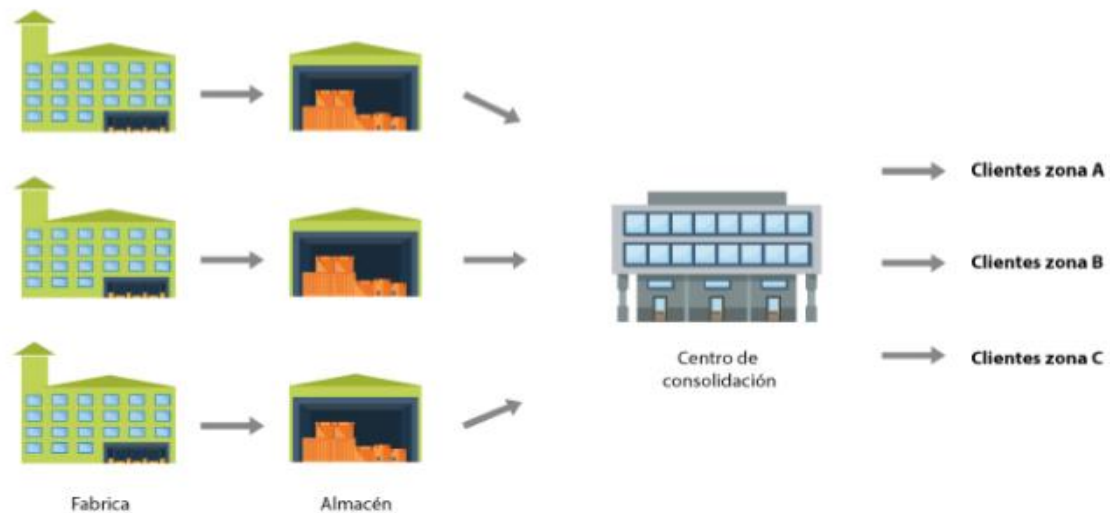 Clientes zona A
Clientes zona B
Clientes zona C
Centro de
consolidación
Fabrica
Almacén